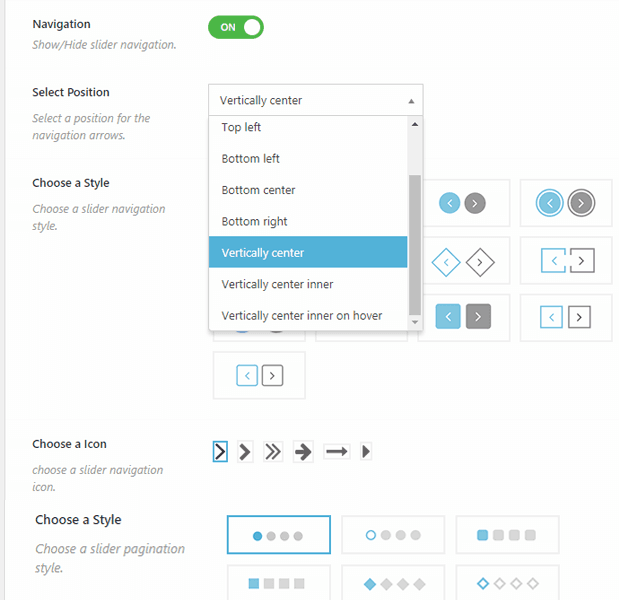 Navigation
ON
Show/Hide slider navigation.
Select Position
Vertically center
Select a position for the
navigation arrows.
Top left
Bottom left
Bottom center
Bottom right
Vertically center
Vertically center inner
Vertically center inner on hover
Choose a Style
Choose a slider navigation
style.
Choose a Icon
choose a slider navigation
icon.
Choose a Style
Choose a slider pagination
style.